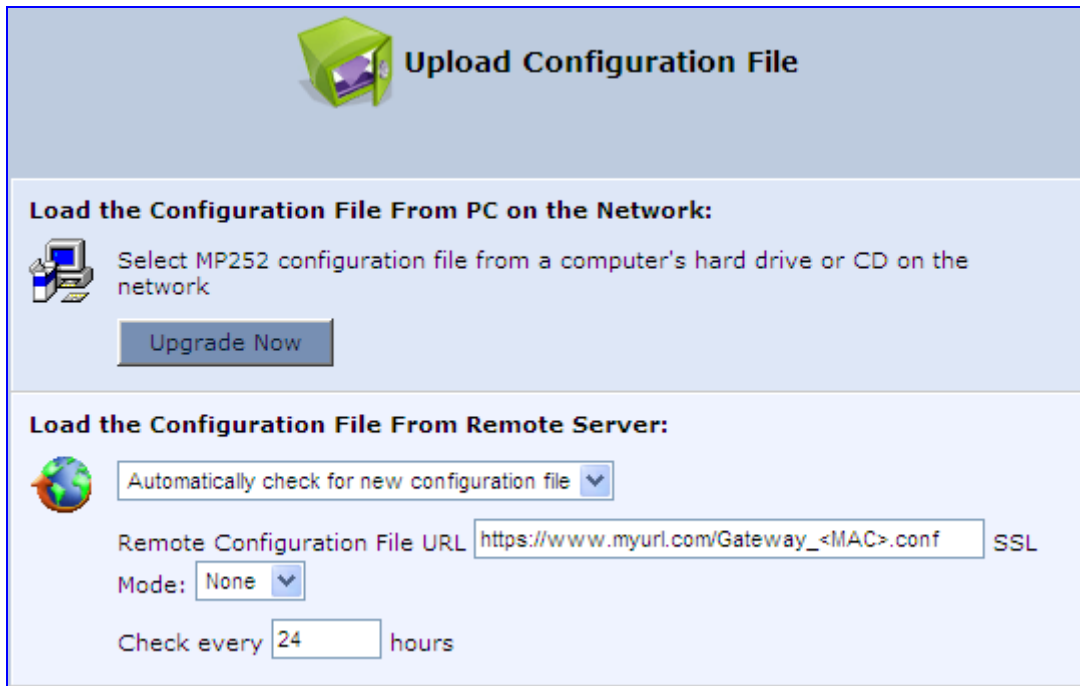 Upload Configuration File
Load the Configuration File From PC on the Network:
Select MP252 configuration file from a computer's hard drive or CD on the
network
Upgrade Now
Load the Configuration File From Remote Server:
Automatically check for new configuration file
Remote Configuration File URL https://www.myurl.com/Gateway_<MAC>.conf SSL
Mode: None
Check every 24 hours